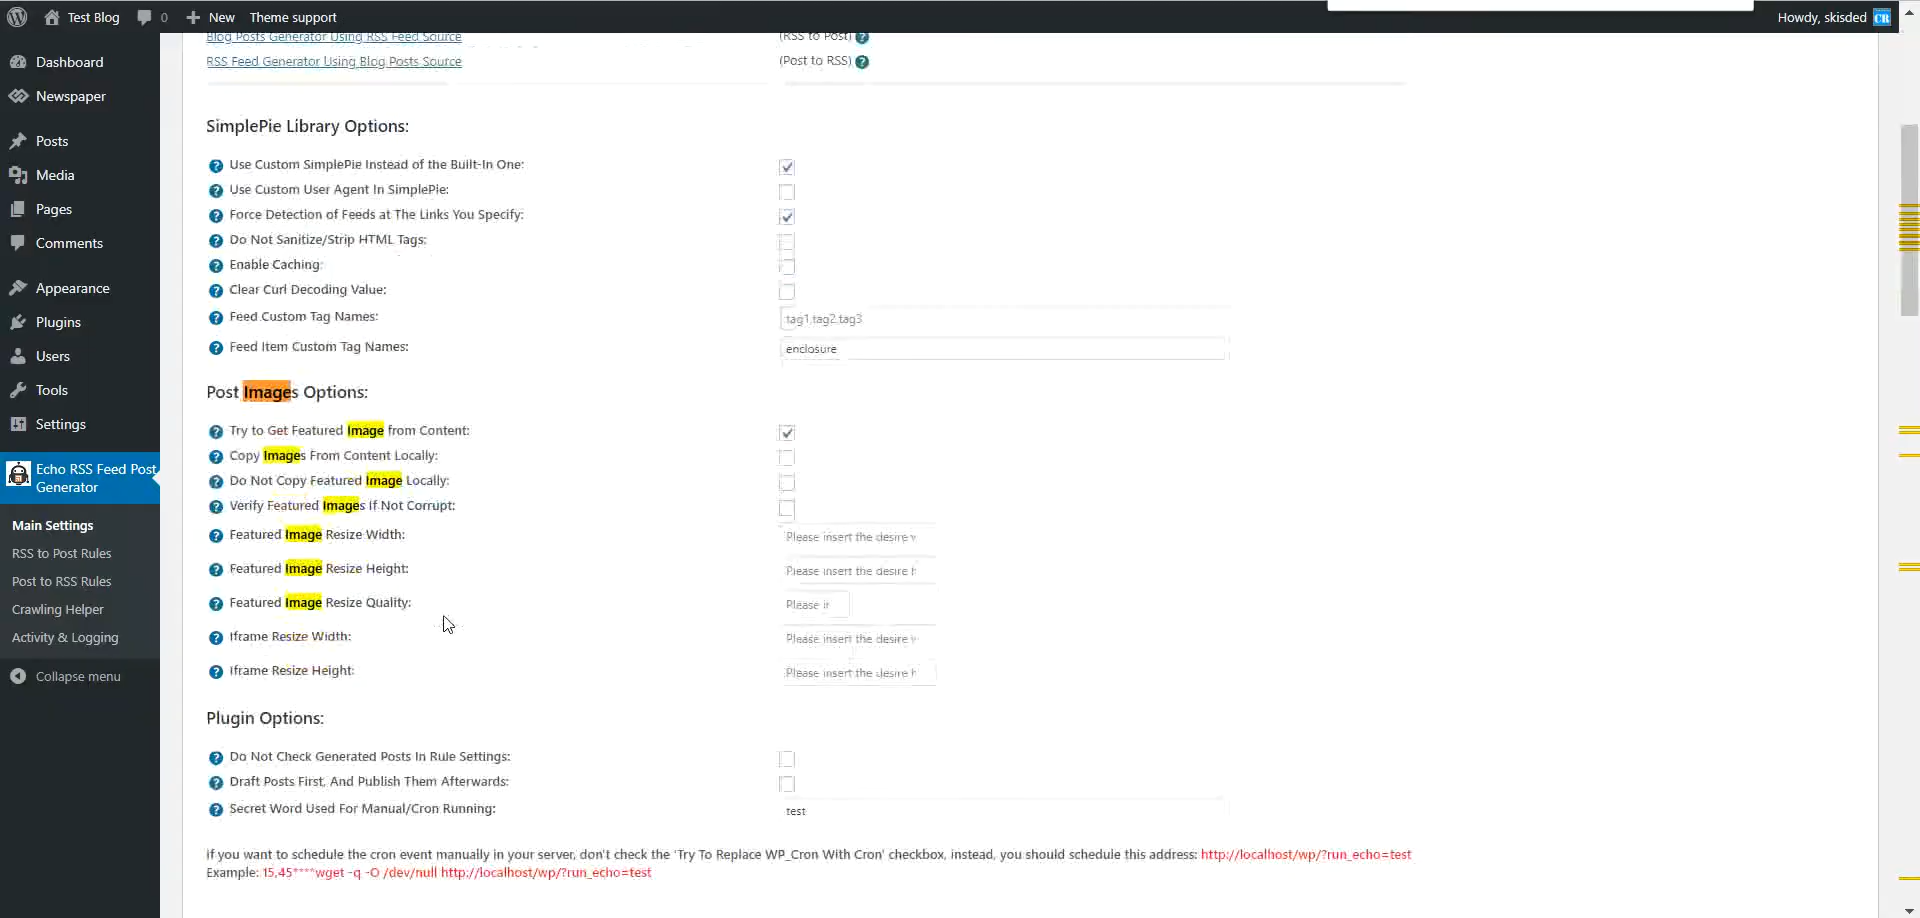 Test Blog
0
New
Theme support
Howdy, skisded
CR
Dashboard
Newspaper
Posts
Media
Pages
Comments
Appearance
Plugins
Users
Tools
Settings
Echo RSS Feed Post
Generator
Main Settings
RSS to Post Rules
Post to RSS Rules
Crawling Helper
Activity & Logging
Collapse menu
Blog Posts Generator Using RSS Feed Source
(RSS to Post)
RSS Feed Generator Using Blog Posts Source
(Post to RSS)
SimplePie Library Options:
Use Custom SimplePie Instead of the Built-In One:
Use Custom User Agent In SimplePie:
Force Detection of Feeds at The Links You Specify:
Do Not Sanitize/Strip HTML Tags:
Enable Caching:
Clear Curl Decoding Value:
Feed Custom Tag Names:
tag1,tag2,tag3
Feed Item Custom Tag Names:
enclosure
Post Images Options:
Try to Get Featured Image from Content:
Copy Images From Content Locally:
Do Not Copy Featured Image Locally:
Verify Featured Images If Not Corrupt:
Featured Image Resize Width:
Please insert the desire
Featured Image Resize Height:
Please insert the desire
Featured Image Resize Quality:
Please
Iframe Resize Width:
Please insert the desire
Iframe Resize Height:
Please insert the desire
Plugin Options:
Do Not Check Generated Posts In Rule Settings:
Draft Posts First, And Publish Them Afterwards:
Secret Word Used For Manual/Cron Running:
test
If you want to schedule the cron event manually in your server, don't check the 'Try To Replace WP_Cron With Cron' checkbox, instead, you should schedule this address: http://localhost/wp/?run_echo=test
Example: 15,45****wget -q -O /dev/null http://localhost/wp/?run_echo=test